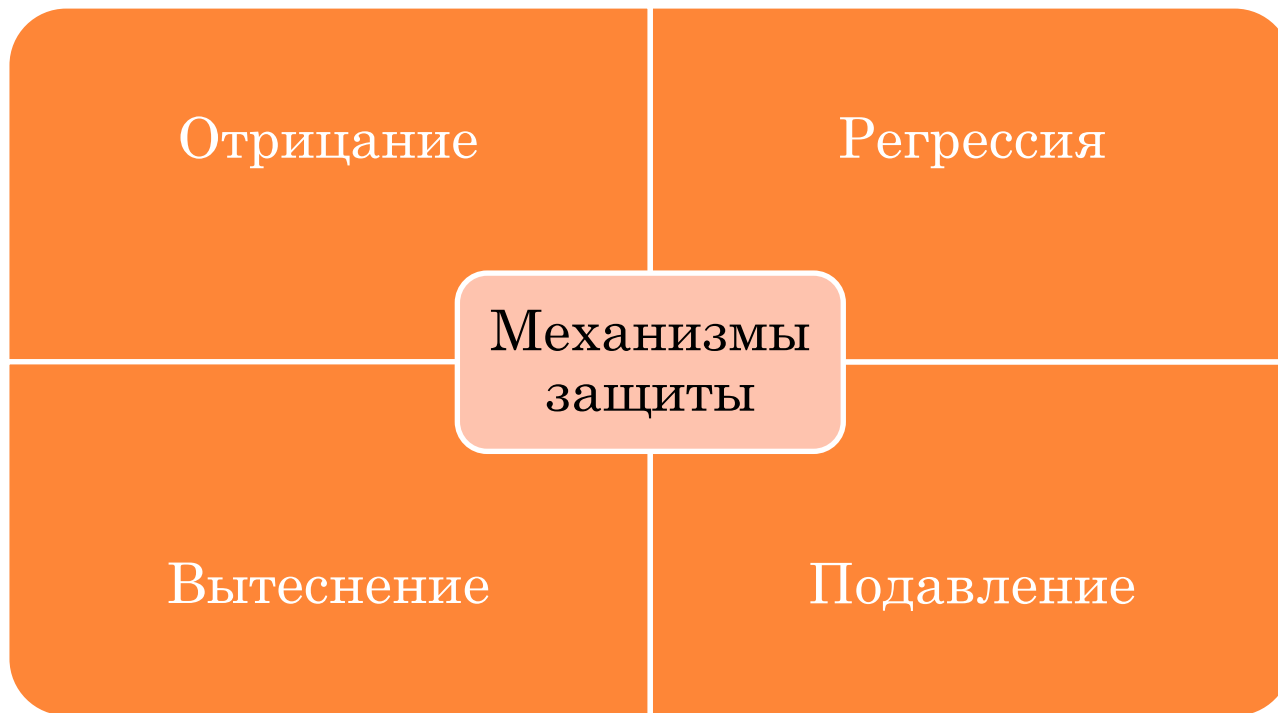 Отрицание
Регрессия
Механизмы
защиты
Вытеснение
Подавление